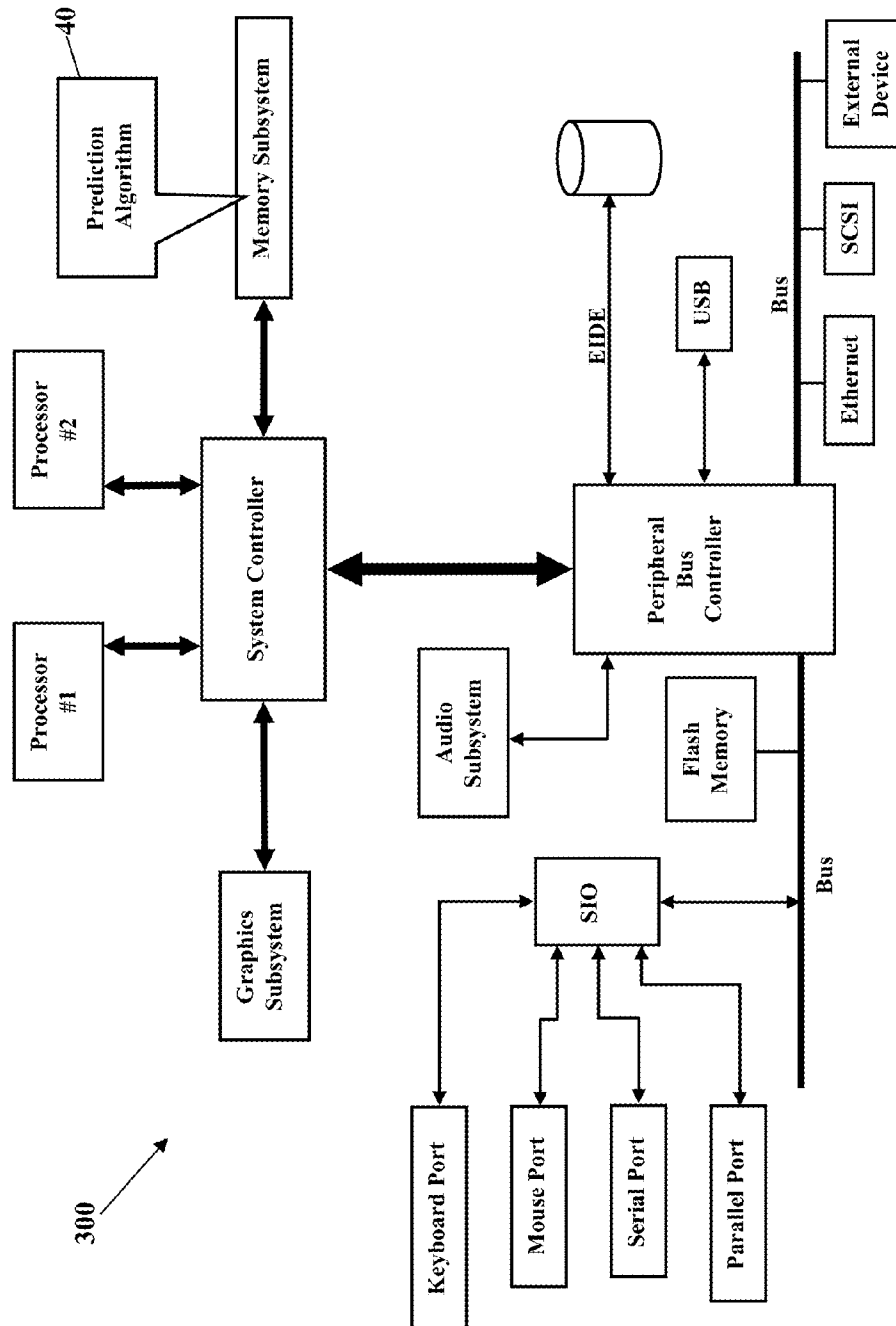 300
40
Prediction
Algorithm
Processor
#1
Processor
#2
Graphics
Subsystem
System Controller
Memory Subsystem
Keyboard Port
Mouse Port
Serial Port
Parallel Port
SIO
Audio
Subsystem
Flash
Memory
Bus
Peripheral
Bus
Controller
EIDE
USB
Bus
Ethernet
SCSI
External
Device